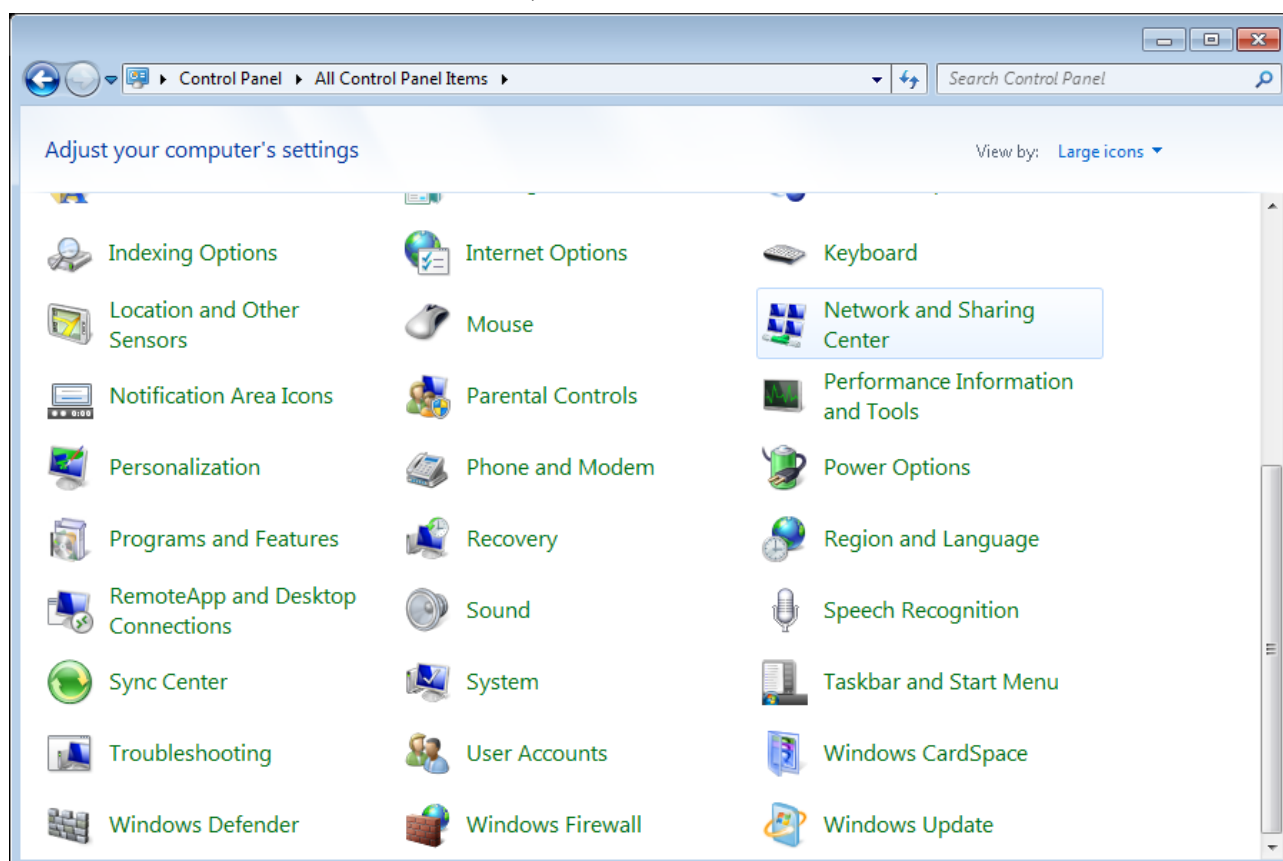 Control Panel All Control Panel Items
Search Control Panel
Adjust your computer's settings
View by: Large icons
Indexing Options
Internet Options
Keyboard
Location and Other
Sensors
Mouse
Network and Sharing
Center
Notification Area Icons
Parental Controls
Performance Information
and Tools
Personalization
Phone and Modem
Power Options
Programs and Features
Recovery
Region and Language
RemoteApp and Desktop
Connections
Sound
Speech Recognition
Sync Center
System
Taskbar and Start Menu
Troubleshooting
User Accounts
Windows CardSpace
Windows Defender
Windows Firewall
Windows Update